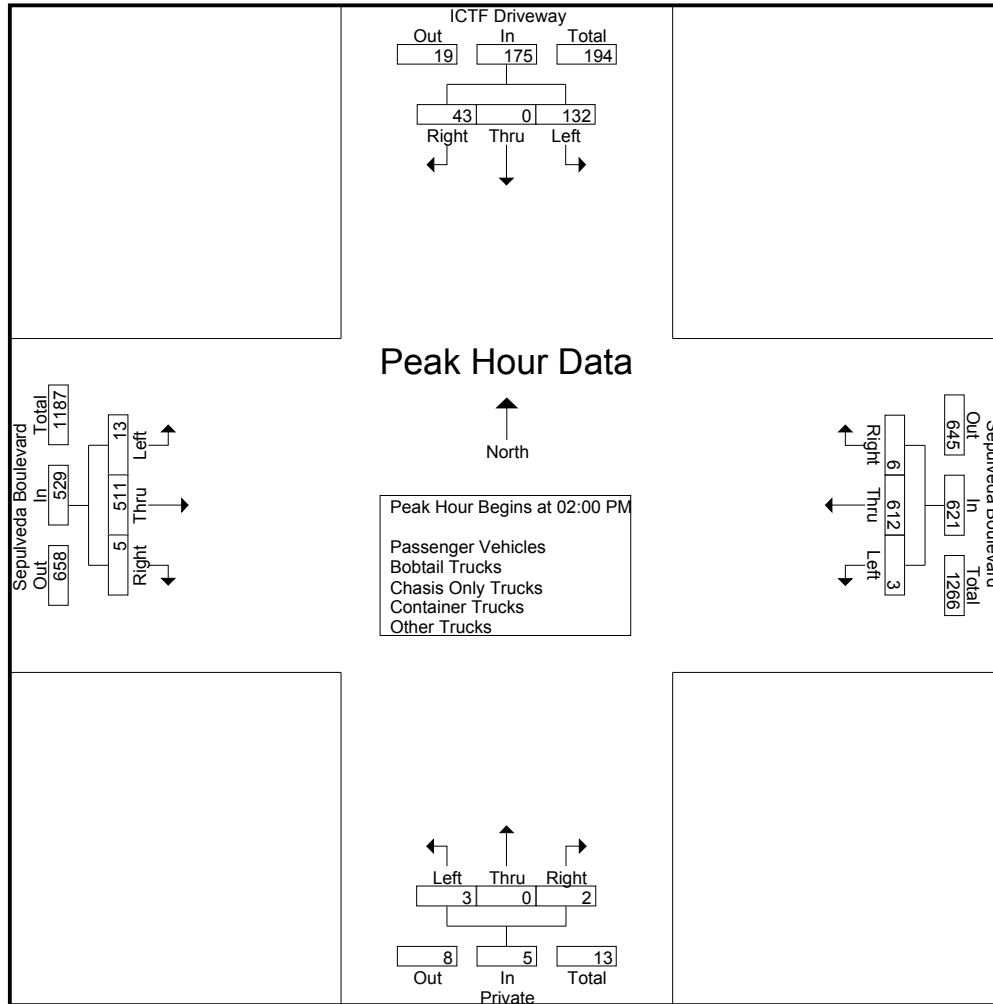 ICTF Driveway
Out In Total
19 175 194
43 0 132
Right Thru Left
Peak Hour Data
North
Peak Hour Begins at 02:00 PM
Passenger Vehicles
Bobtail Trucks
Chasis Only Trucks
Container Trucks
Other Trucks
Sepulveda Boulevard
Out In Total
658 529 1187
5 511 13
Right Thru Left
Sepulveda Boulevard
Out In Total
645 621 1266
6 612 3
Right Thru Left
Left Thru Right
3 0 2
8 5 13
Out In Total
Private